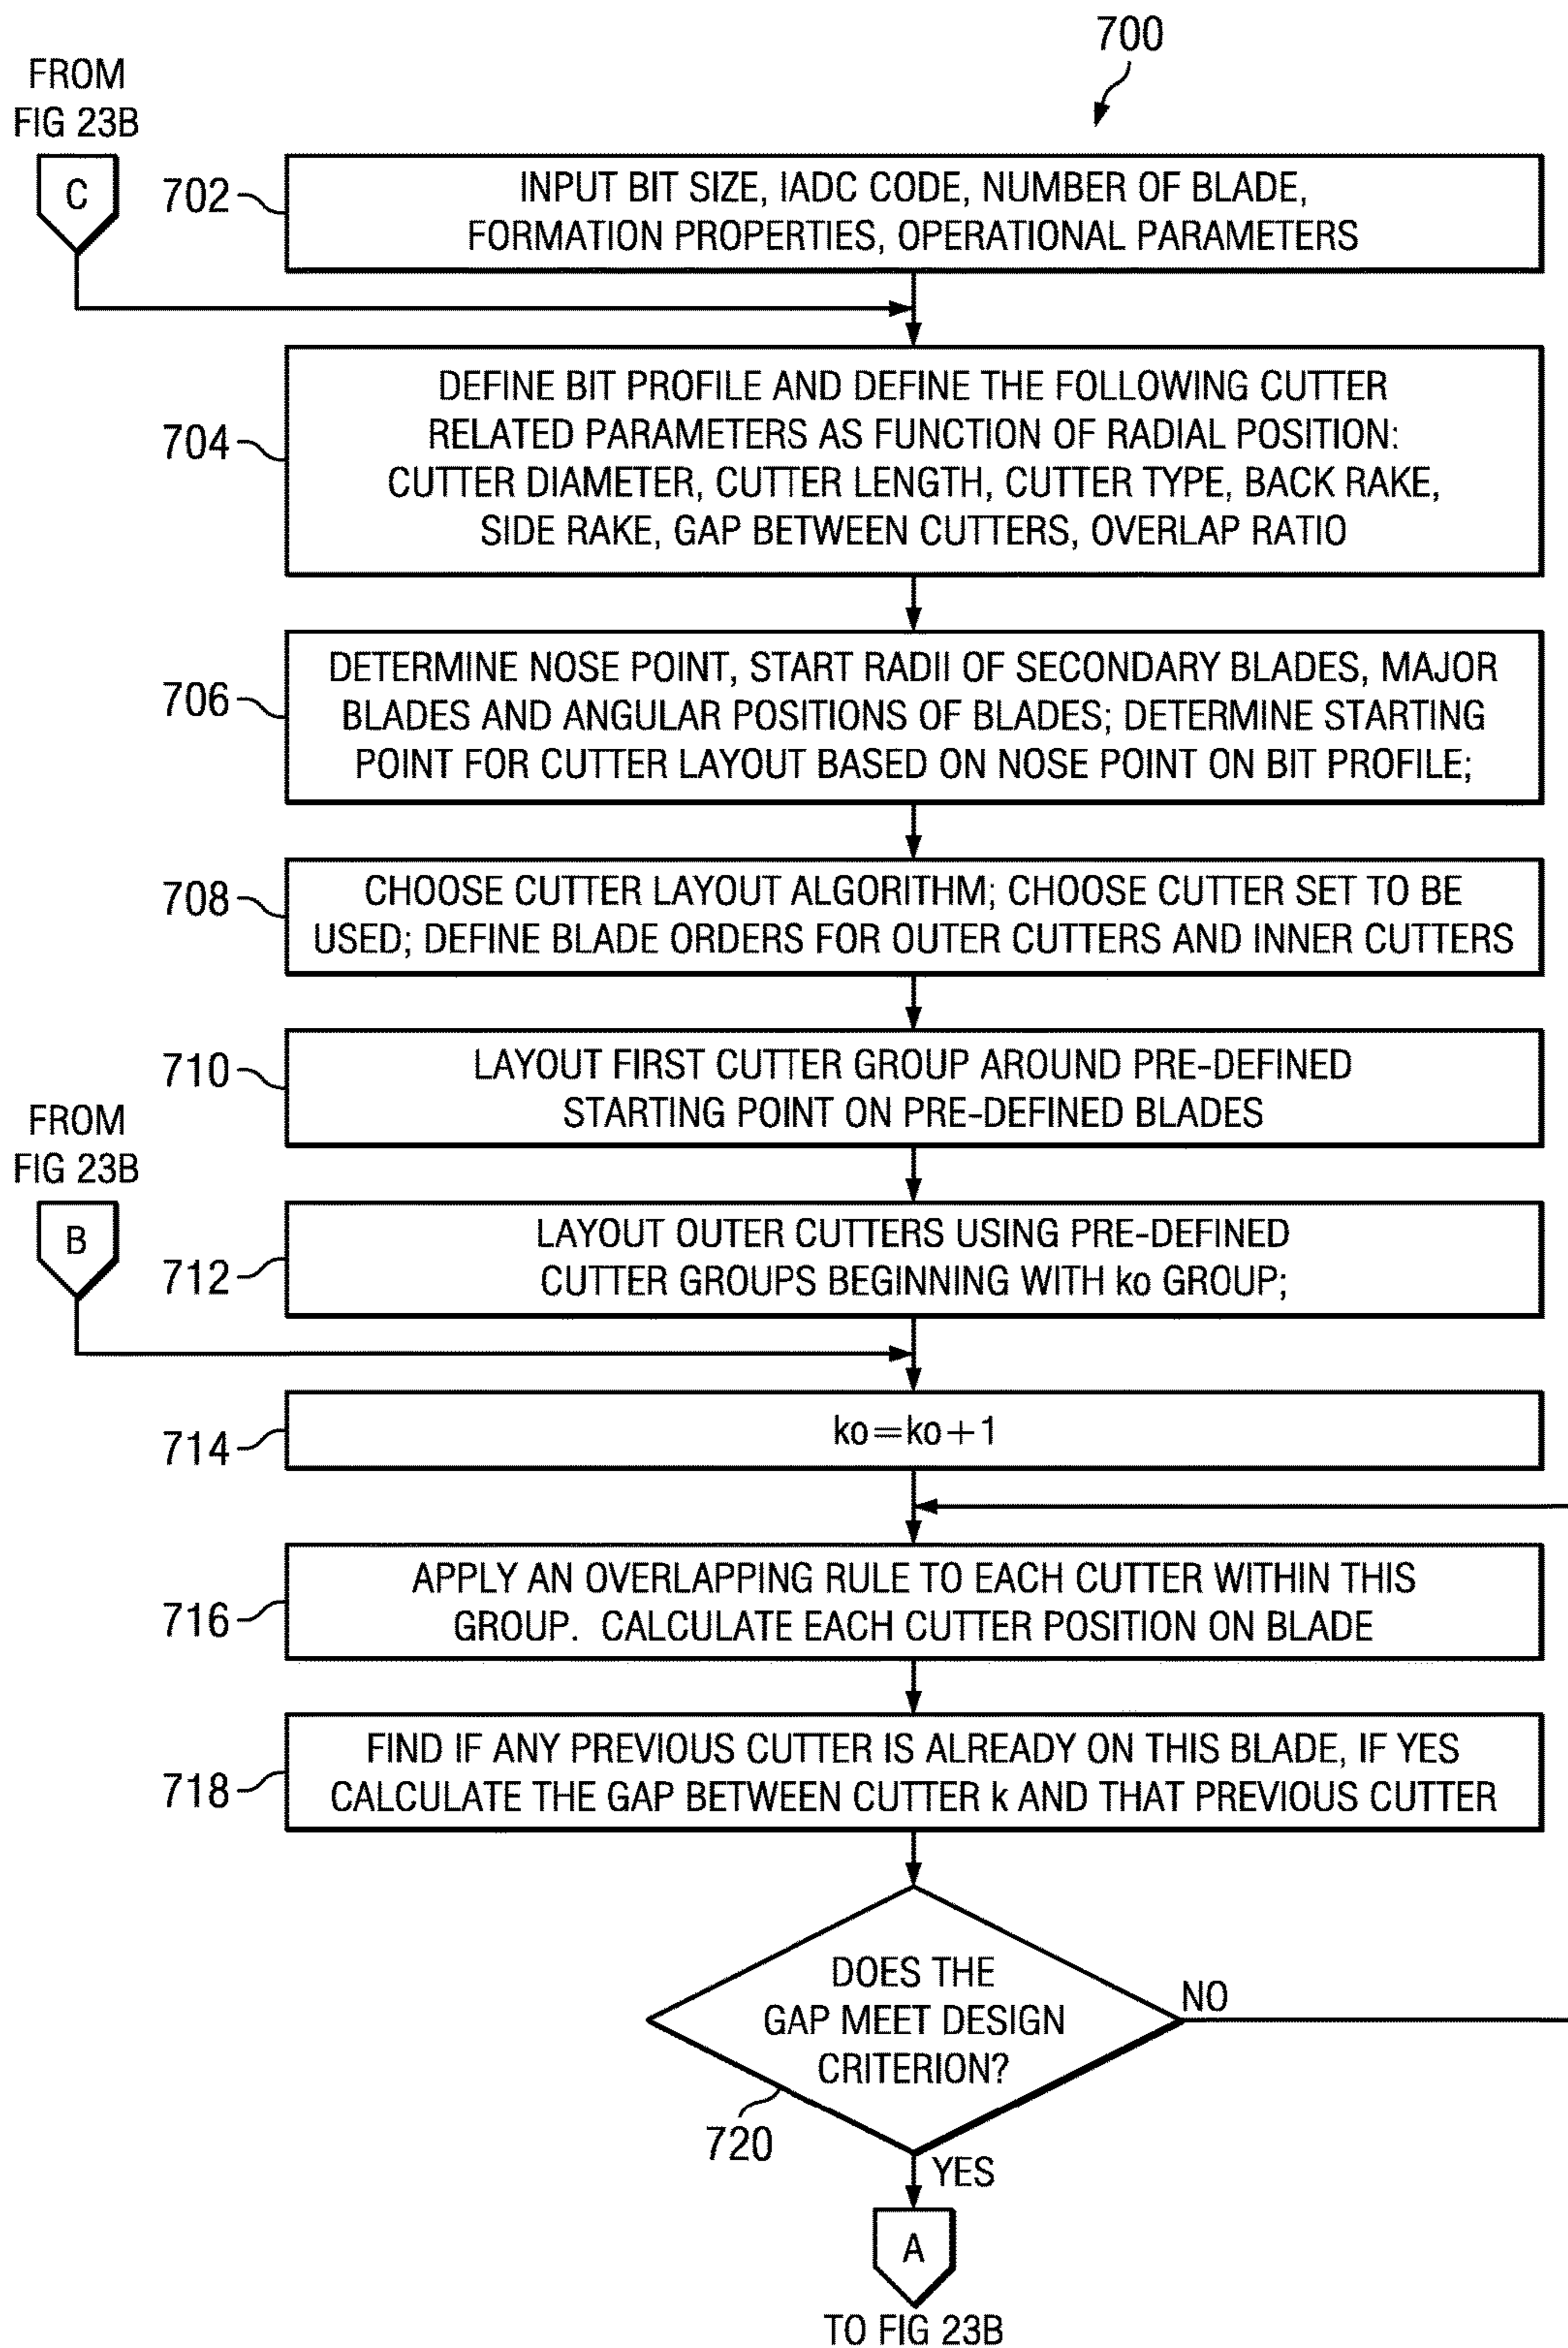 700
FROM
FIG 23B
C
702
INPUT BIT SIZE, IADC CODE, NUMBER OF BLADE,
FORMATION PROPERTIES, OPERATIONAL PARAMETERS
704
DEFINE BIT PROFILE AND DEFINE THE FOLLOWING CUTTER
RELATED PARAMETERS AS FUNCTION OF RADIAL POSITION:
CUTTER DIAMETER, CUTTER LENGTH, CUTTER TYPE, BACK RAKE,
SIDE RAKE, GAP BETWEEN CUTTERS, OVERLAP RATIO
706
DETERMINE NOSE POINT, START RADII OF SECONDARY BLADES, MAJOR
BLADES AND ANGULAR POSITIONS OF BLADES; DETERMINE STARTING
POINT FOR CUTTER LAYOUT BASED ON NOSE POINT ON BIT PROFILE;
708
CHOOSE CUTTER LAYOUT ALGORITHM; CHOOSE CUTTER SET TO BE
USED; DEFINE BLADE ORDERS FOR OUTER CUTTERS AND INNER CUTTERS
710
LAYOUT FIRST CUTTER GROUP AROUND PRE-DEFINED
STARTING POINT ON PRE-DEFINED BLADES
FROM
FIG 23B
B
712
LAYOUT OUTER CUTTERS USING PRE-DEFINED
CUTTER GROUPS BEGINNING WITH ko GROUP;
714
ko=ko+1
716
APPLY AN OVERLAPPING RULE TO EACH CUTTER WITHIN THIS
GROUP. CALCULATE EACH CUTTER POSITION ON BLADE
718
FIND IF ANY PREVIOUS CUTTER IS ALREADY ON THIS BLADE, IF YES
CALCULATE THE GAP BETWEEN CUTTER k AND THAT PREVIOUS CUTTER
DOES THE
GAP MEET DESIGN
CRITERION?
NO
720
YES
A
TO FIG 23B